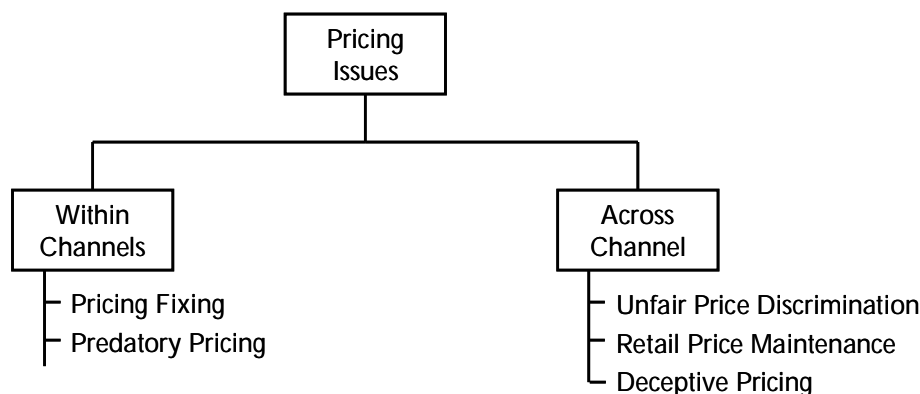 Pricing
Issues
Within
Channels
Pricing Fixing
Predatory Pricing
Across
Channel
Unfair Price Discrimination
Retail Price Maintenance
Deceptive Pricing